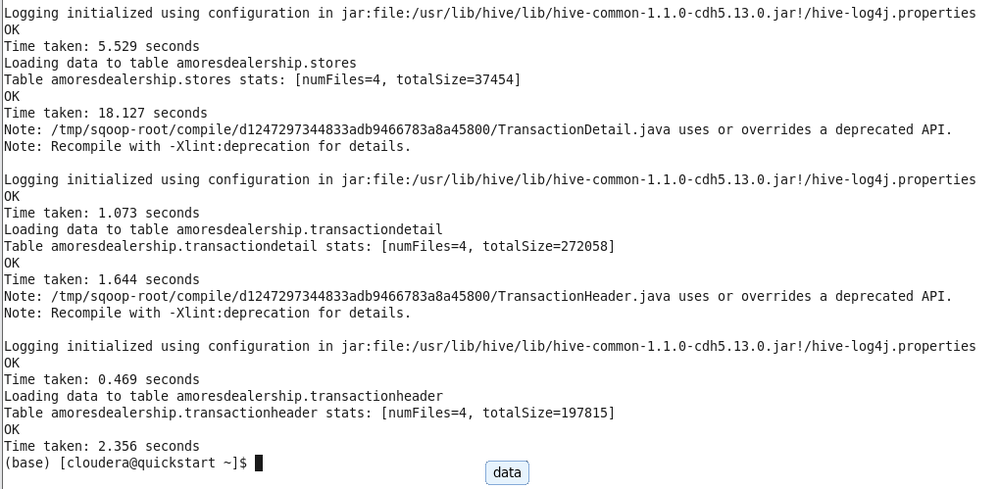 Logging initialized using configuration in jar:file:/usr/lib/hive/lib/hive-common-1.1.0-cdh5.13.0.jar!/hive-log4j.properties
OK
Time taken: 5.529 seconds
Loading data to table amoresdealership.stores
Table amoresdealership.stores stats: [numFiles=4, totalSize=37454]
OK
Time taken: 18.127 seconds
Note: /tmp/sqoop-root/compile/d1247297344833adb9466783a8a45800/TransactionDetail.java uses or overrides a deprecated API.
Note: Recompile with -Xlint:deprecation for details.

Logging initialized using configuration in jar:file:/usr/lib/hive/lib/hive-common-1.1.0-cdh5.13.0.jar!/hive-log4j.properties
OK
Time taken: 1.073 seconds
Loading data to table amoresdealership.transactiondetail
Table amoresdealership.transactiondetail stats: [numFiles=4, totalSize=272058]
OK
Time taken: 1.644 seconds
Note: /tmp/sqoop-root/compile/d1247297344833adb9466783a8a45800/TransactionHeader.java uses or overrides a deprecated API.
Note: Recompile with -Xlint:deprecation for details.

Logging initialized using configuration in jar:file:/usr/lib/hive/lib/hive-common-1.1.0-cdh5.13.0.jar!/hive-log4j.properties
OK
Time taken: 0.469 seconds
Loading data to table amoresdealership.transactionheader
Table amoresdealership.transactionheader stats: [numFiles=4, totalSize=197815]
OK
Time taken: 2.356 seconds
(base) [cloudera@quickstart ~]$
data